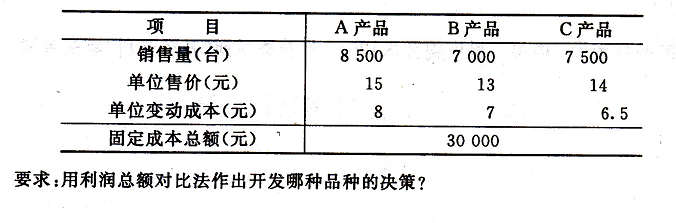 项 目 A产品 B产品 C产品
销售量(台) 8 500 7 000 7 500
单位售价(元) 15 13 14
单位变动成本(元) 8 7 6.5
固定成本总额(元) 30 000
要求:用利润总额对比法作出开发哪种品种的决策?